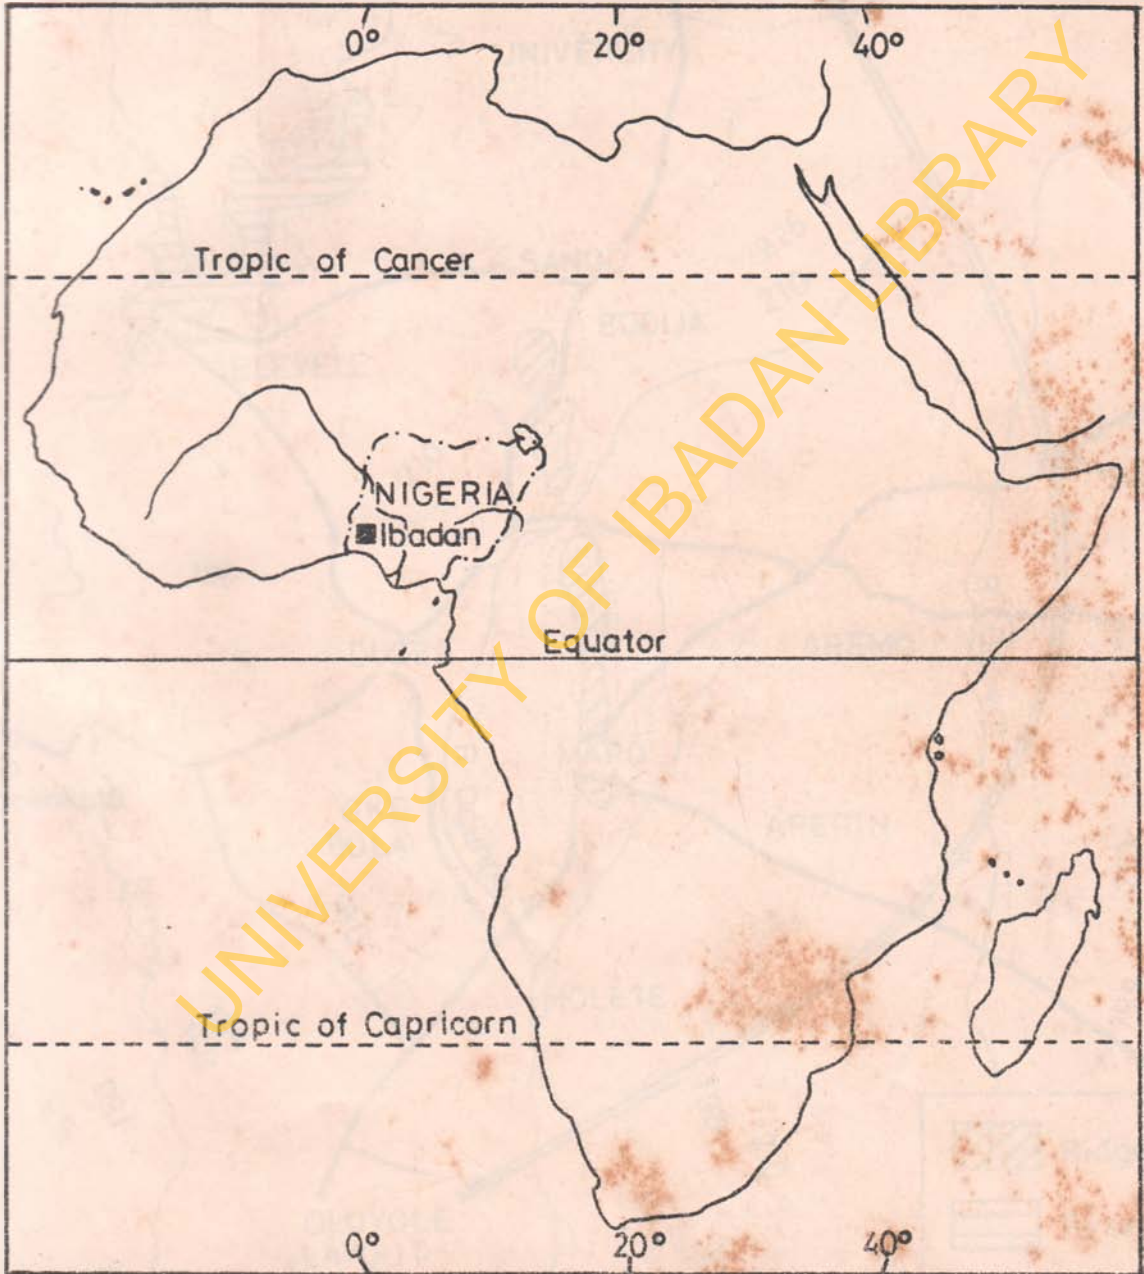 0° 20° 40°
Tropic of Cancer
NIGERIA
Ibadan
Equator
Tropic of Capricorn
0° 20° 40°
UNIVERSITY OF IBADAN LIBRARY